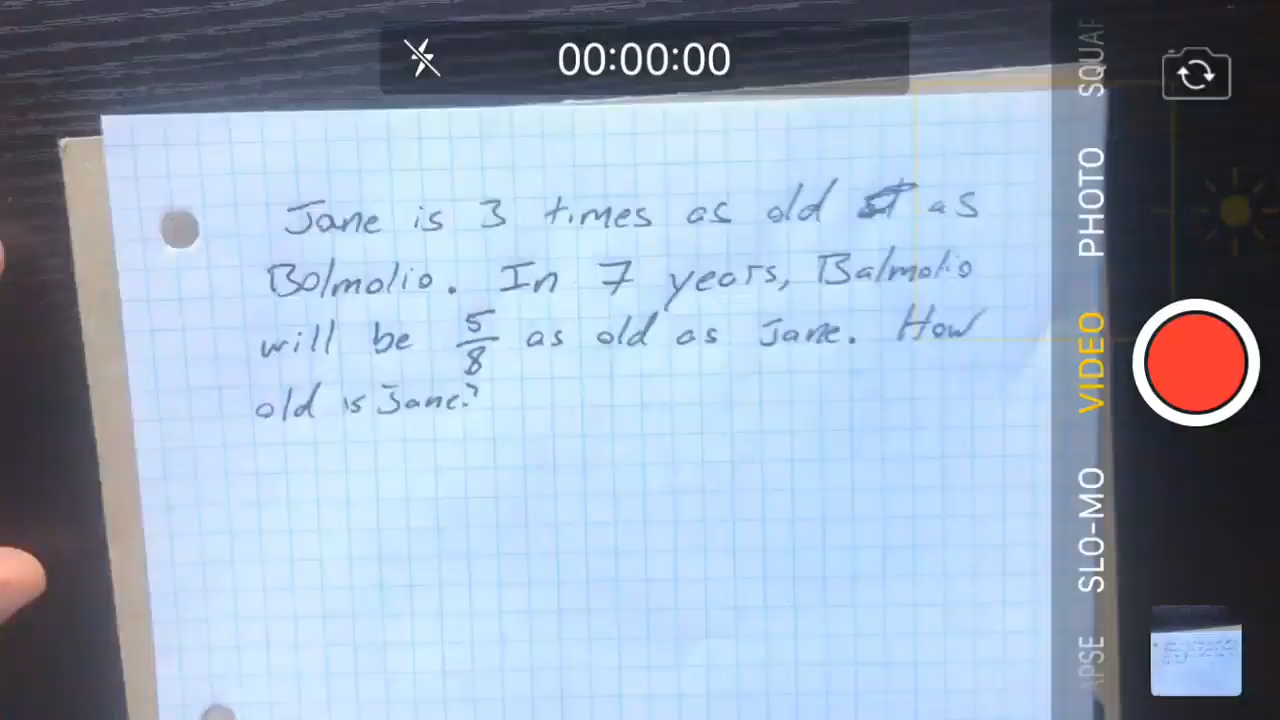 00:00:00
Jane is 3 times as old as
Bolmolio. In 7 years, Balmolio
will be 5/8 as old as Jane. How
old is Jane?
SQUAR
PHOTO
VIDEO
SLO-MO
APSE